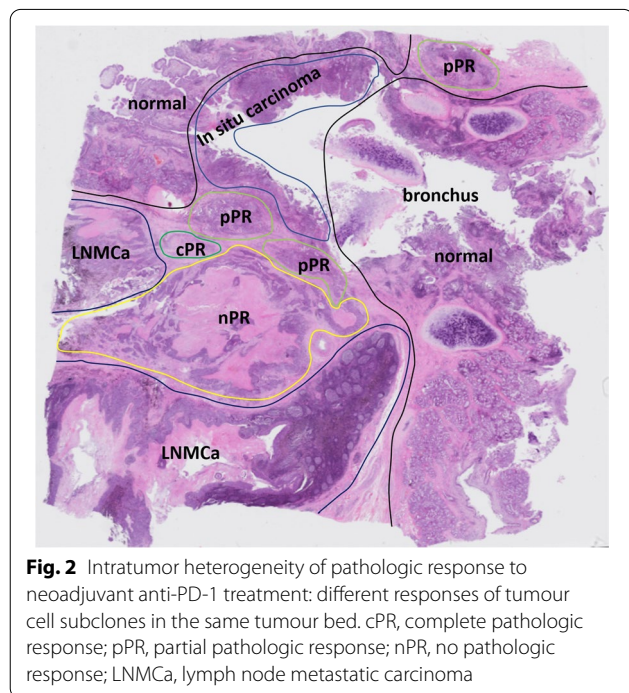 pPR
normal
In situ carcinoma
bronchus
pPR
LNMCa
cPR
pPR
normal
nPR
LNMCa
Fig. 2 Intratumor heterogeneity of pathologic response to
neoadjuvant anti-PD-1 treatment: different responses of tumour
cell subclones in the same tumour bed. cPR, complete pathologic
response; pPR, partial pathologic response; nPR, no pathologic
response; LNMCa, lymph node metastatic carcinoma